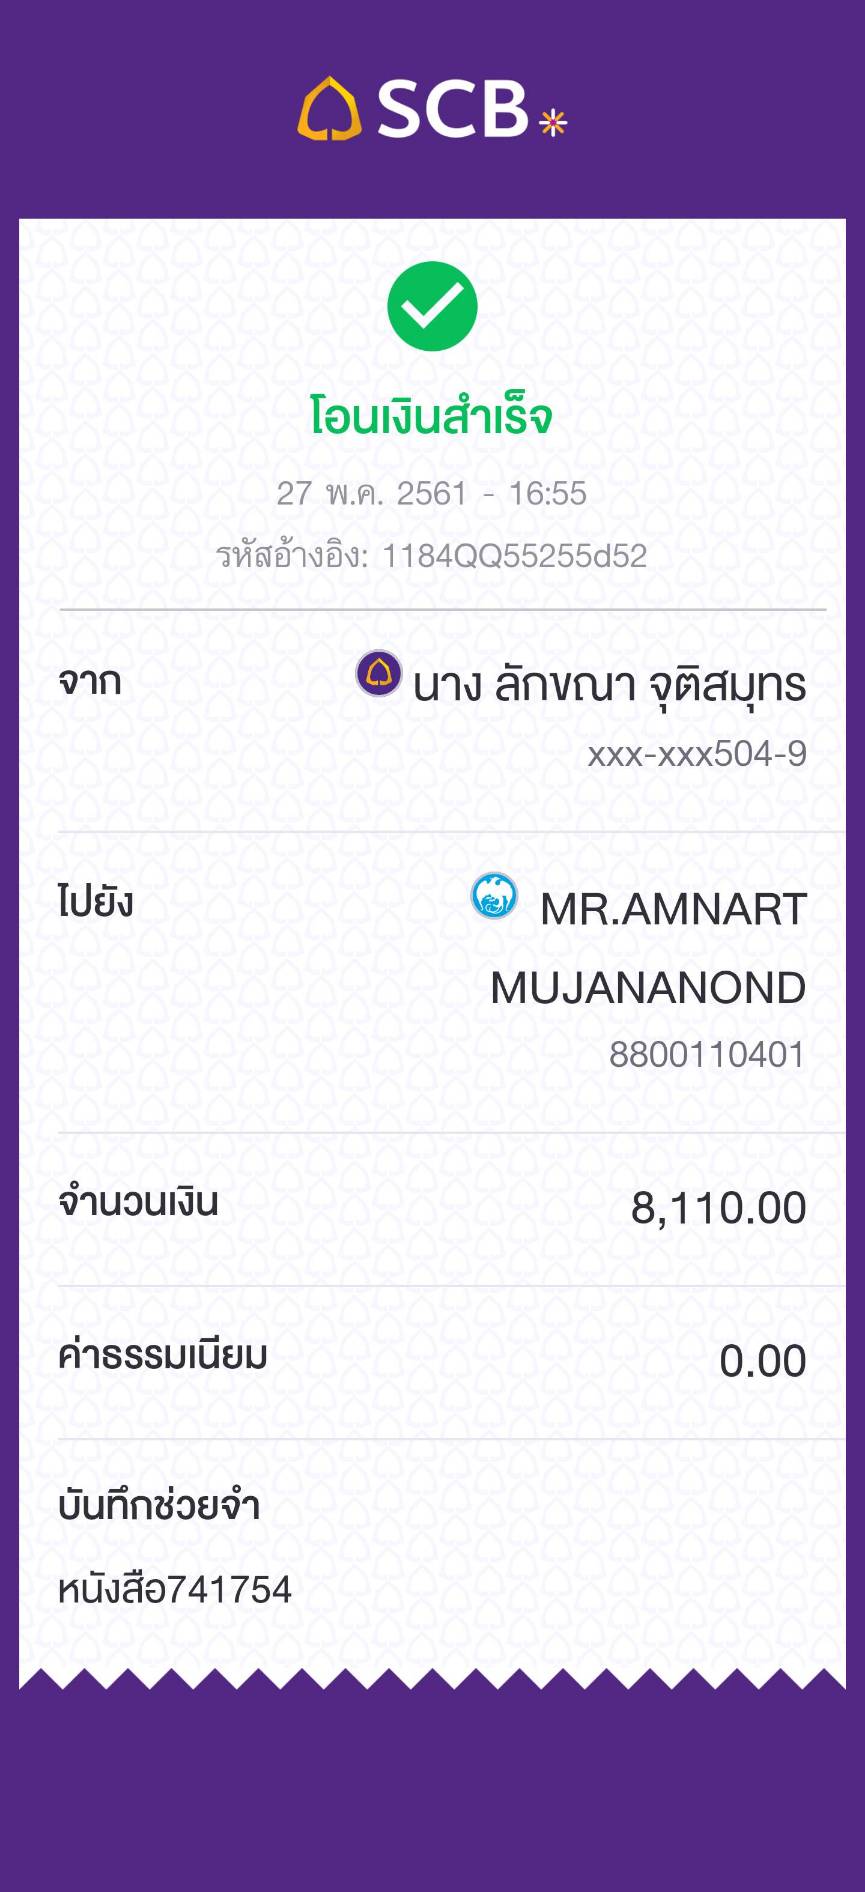 SCB
โอนเงินสำเร็จ
27 พ.ค. 2561 - 16:55
รหัสอ้างอิง: 1184QQ55255d52
จาก
นาง ลักขณา จุติสมุทร
xxx-xxx504-9
ไปยัง
MR.AMNART
MUJANANOND
8800110401
จำนวนเงิน
8,110.00
ค่าธรรมเนียม
0.00
บันทึกช่วยจำ
หนังสือ741754